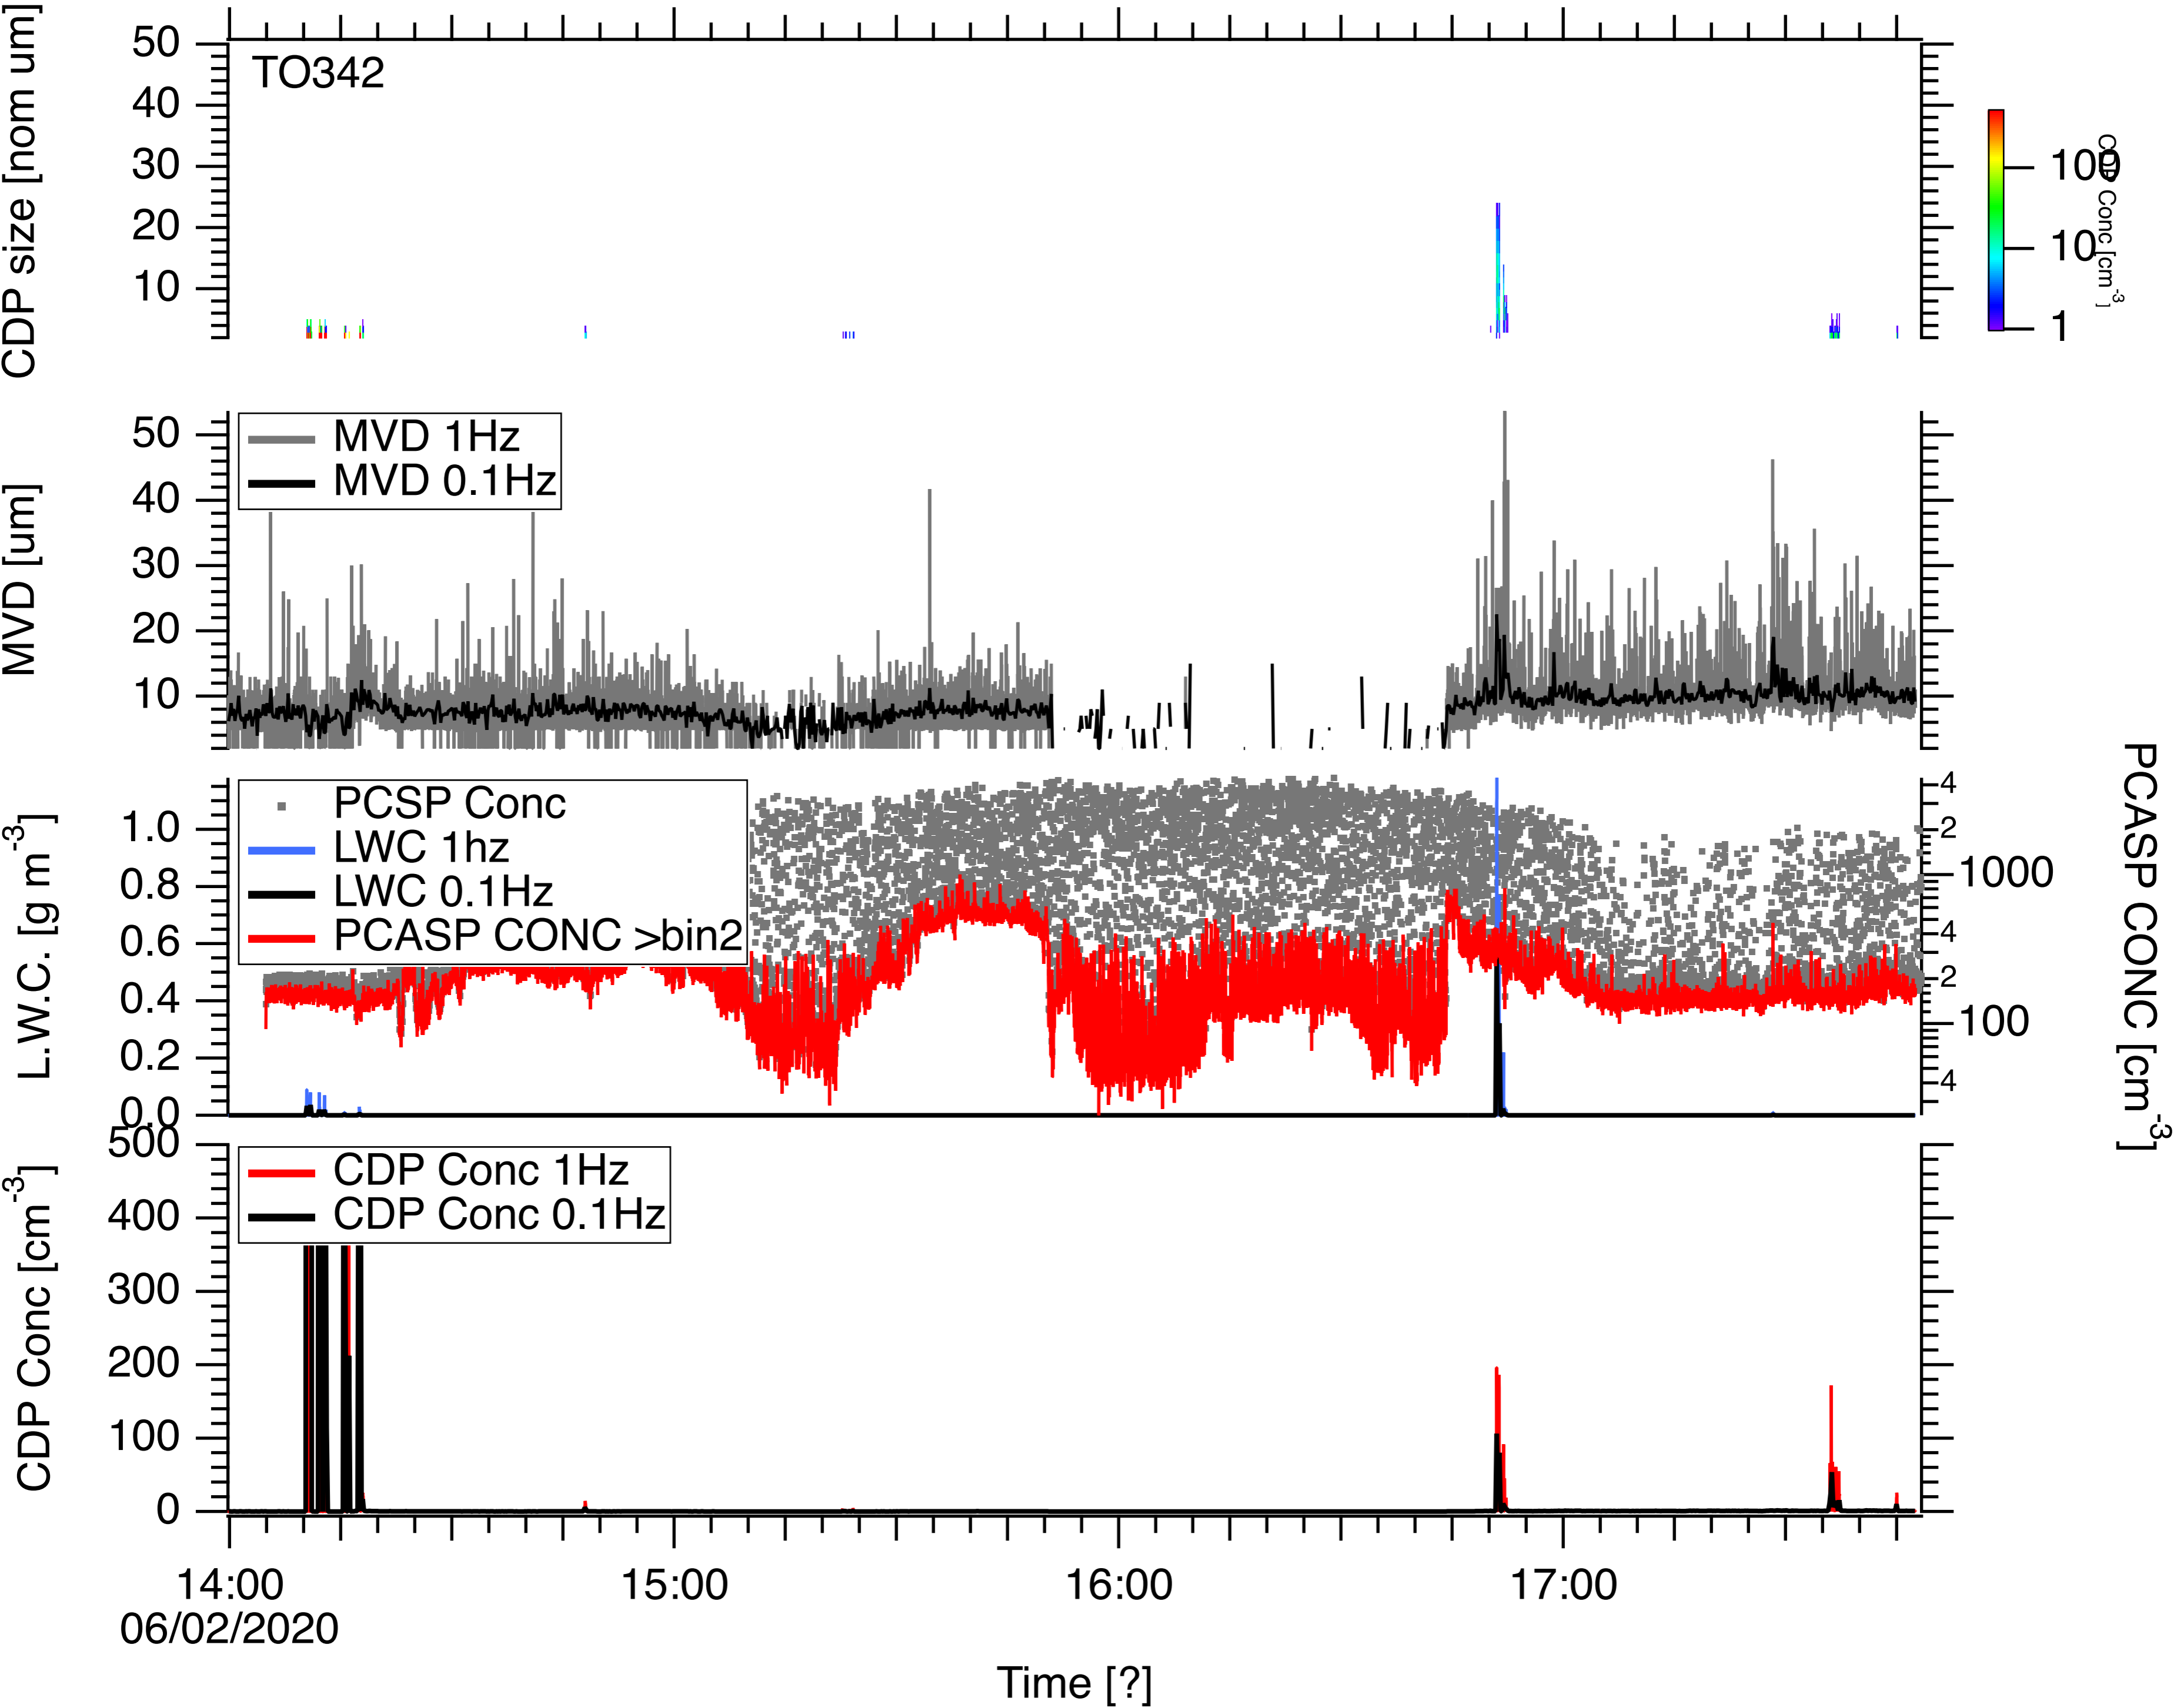 TO342
CDP size [nom um]
50
40
30
20
10
100
10
1
CDP Conc [cm-3]
MVD [um]
50
40
30
20
10
MVD 1Hz
MVD 0.1Hz
L.W.C. [g m-3]
1.0
0.8
0.6
0.4
0.2
0.0
PCSP Conc
LWC 1hz
LWC 0.1Hz
PCASP CONC >bin2
4
2
1000
4
2
100
4
PCASP CONC [cm-3]
CDP Conc [cm-3]
500
400
300
200
100
0
CDP Conc 1Hz
CDP Conc 0.1Hz
14:00
15:00
16:00
17:00
06/02/2020
Time [?]